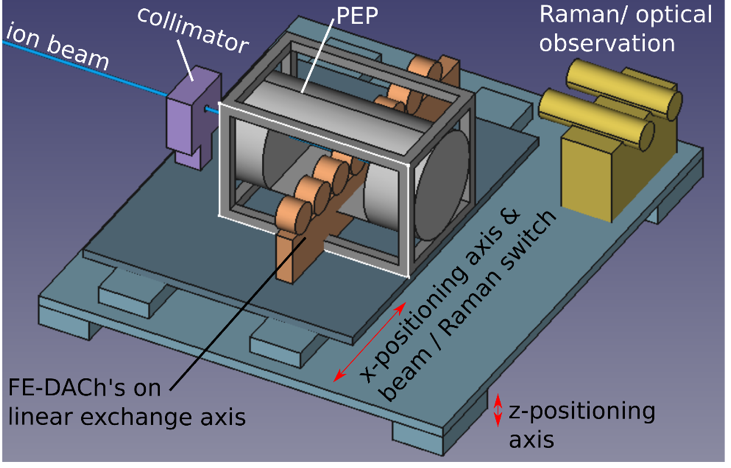 ion beam
collimator
PEP
Raman/ optical
observation
x-positioning axis &
beam / Raman switch
FE-DACh's on
linear exchange axis
z-positioning
axis